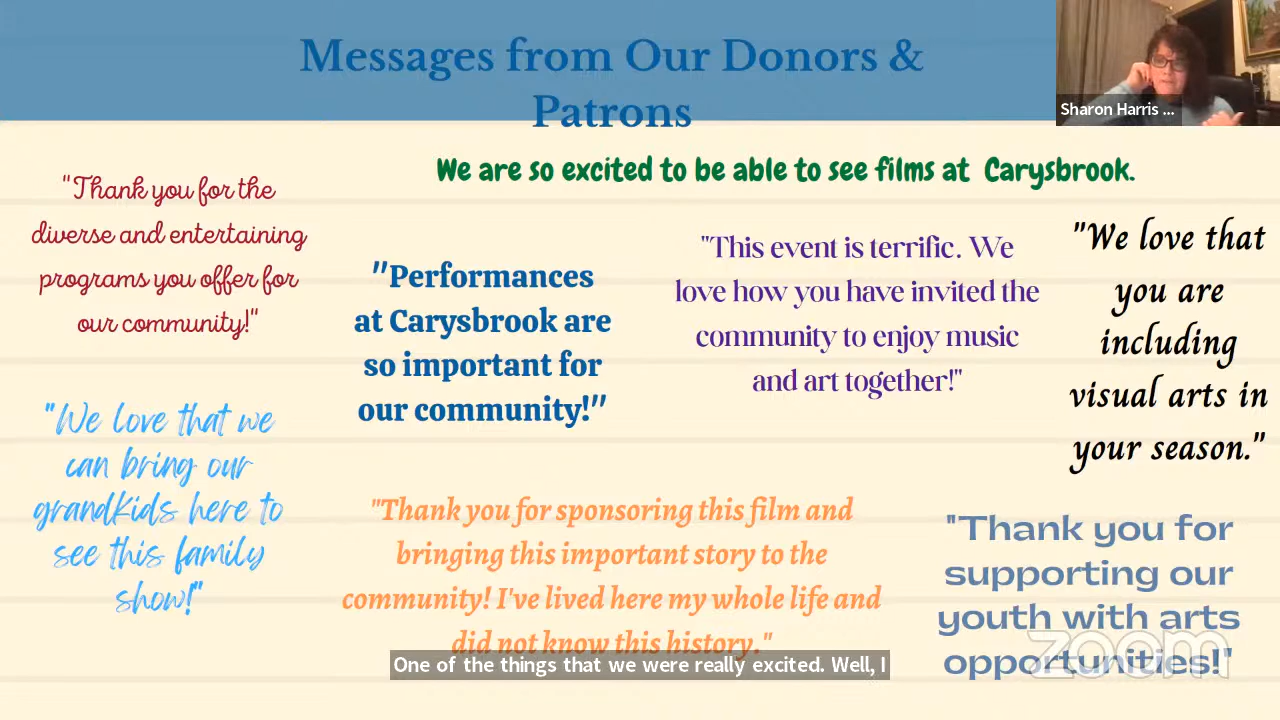 Messages from Our Donors &
Patrons
Sharon Harris ...
We are so excited to be able to see films at Carysbrook.
"Thank you for the
diverse and entertaining
programs you offer for
our community!"
"Performances
at Carysbrook are
so important for
our community!"
"This event is terrific. We
love how you have invited the
community to enjoy music
and art together!"
"We love that
you are
including
visual arts in
your season."
"We love that we
can bring our
grandkids here to
see this family
show!"
"Thank you for sponsoring this film and
bringing this important story to the
community! I've lived here my whole life and
did not know this history."
"Thank you for
supporting our
youth with arts
opportunities!"
zoom
One of the things that we were really excited. Well, I